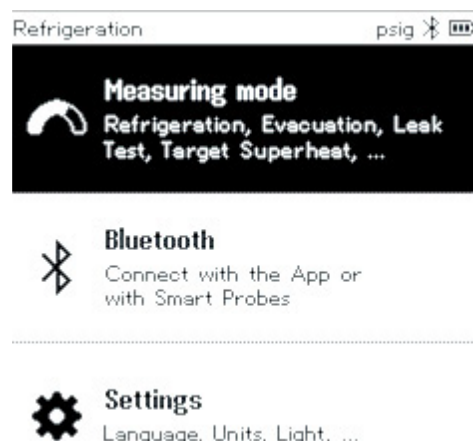 Refrigeration psig
Measuring mode
Refrigeration, Evacuation, Leak
Test, Target Superheat, ...
Bluetooth
Connect with the App or
with Smart Probes
Settings
Language, Units, Light, ...